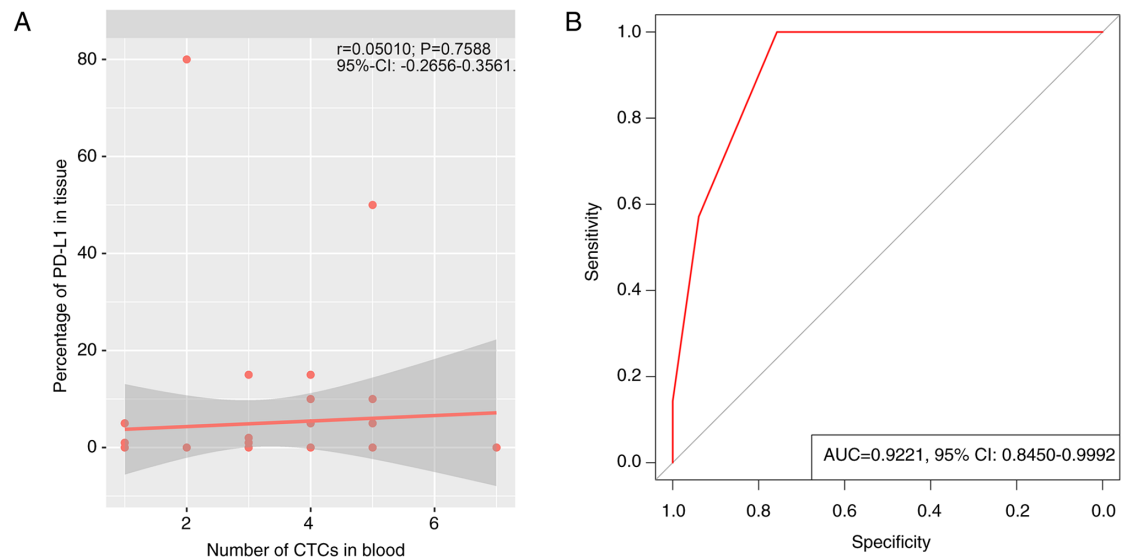 A
r=0.05010; P=0.7588
95%-CI: -0.2656-0.3561.
80
60
40
20
0
Percentage of PD-L1 in tissue
2
4
6
Number of CTCs in blood
B
1.0
0.8
0.6
0.4
0.2
0.0
Sensitivity
AUC=0.9221, 95% CI: 0.8450-0.9992
1.0
0.8
0.6
0.4
0.2
0.0
Specificity